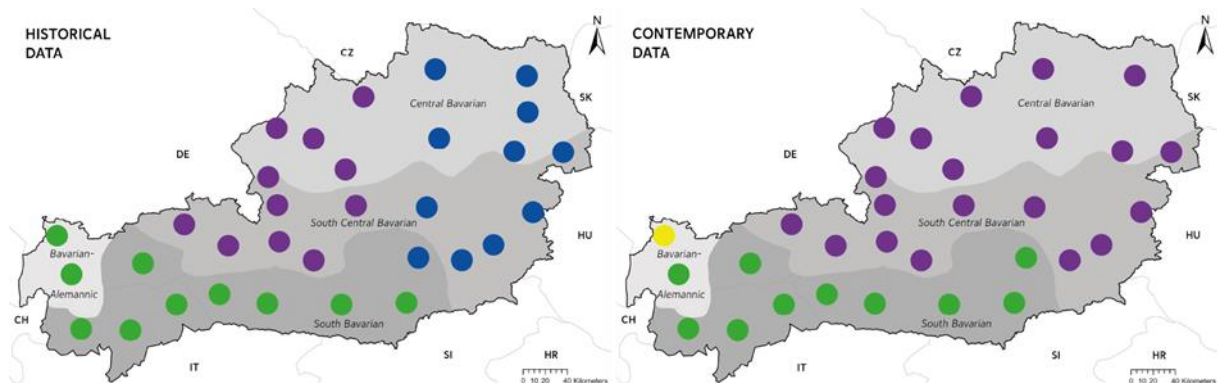 HISTORICAL
DATA
CZ
N
Central Bavarian
SK
DE
South Central Bavarian
HU
Bavarian-
Alemannic
CH
South Bavarian
IT
SI
HR
0 10 20 40 Kilometers
CONTEMPORARY
DATA
CZ
N
Central Bavarian
SK
DE
South Central Bavarian
HU
Bavarian-
Alemannic
CH
South Bavarian
IT
SI
HR
0 10 20 40 Kilometers